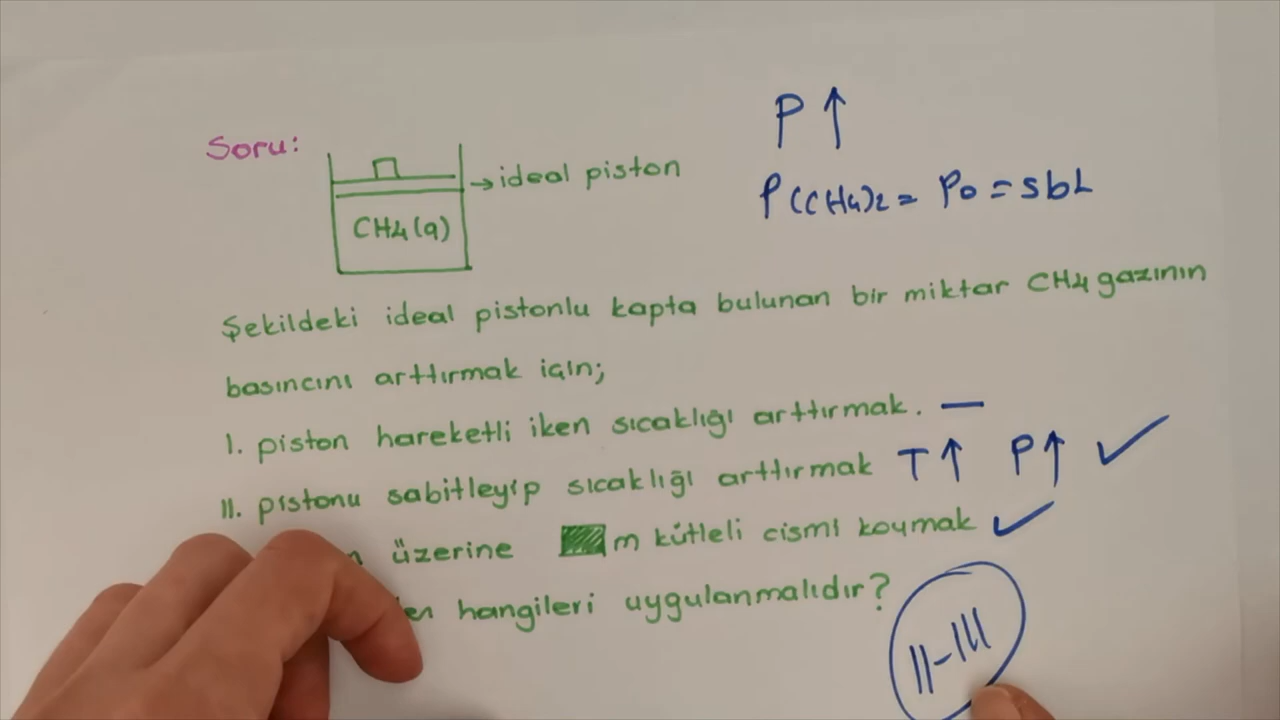 Soru:
→ideal piston
CH4(g)
P↑
P(CH4)2 = Po = sbt
Şekildeki ideal pistonlu kapta bulunan bir miktar CH4 gazının
basıncını arttırmak için;
I. piston hareketli iken sıcaklığı arttırmak. —
II. pistonu sabitleyip sıcaklığı arttırmak T↑ P↑ ✓
üzerine m kütleli cismi koymak ✓
hangileri uygulanmalıdır?
II-III